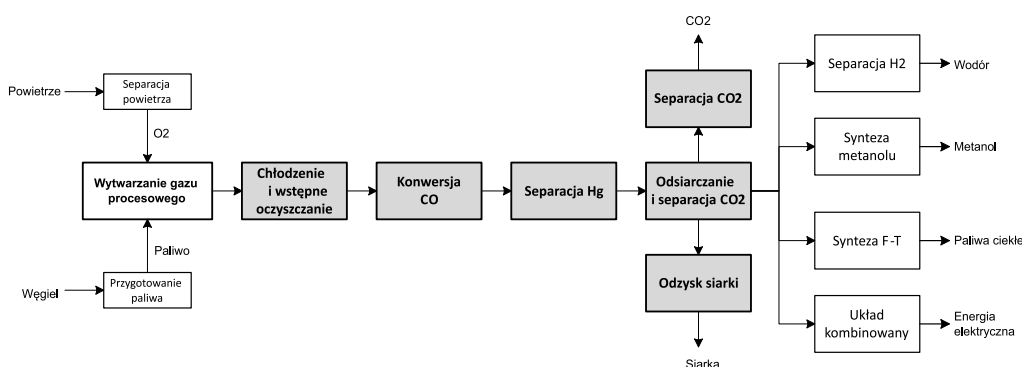 CO2
Powietrze
Separacja
powietrza
O2
Wytwarzanie gazu
procesowego
Paliwo
Węgiel
Przygotowanie
paliwa
Chłodzenie
i wstępne
oczyszczanie
Konwersja
CO
Separacja Hg
Separacja CO2
Odsiarczanie
i separacja CO2
Odzysk siarki
Siarka
Separacja H2
Wodór
Synteza
metanolu
Metanol
Synteza F-T
Paliwa ciekłe
Układ
kombinowany
Energia
elektryczna